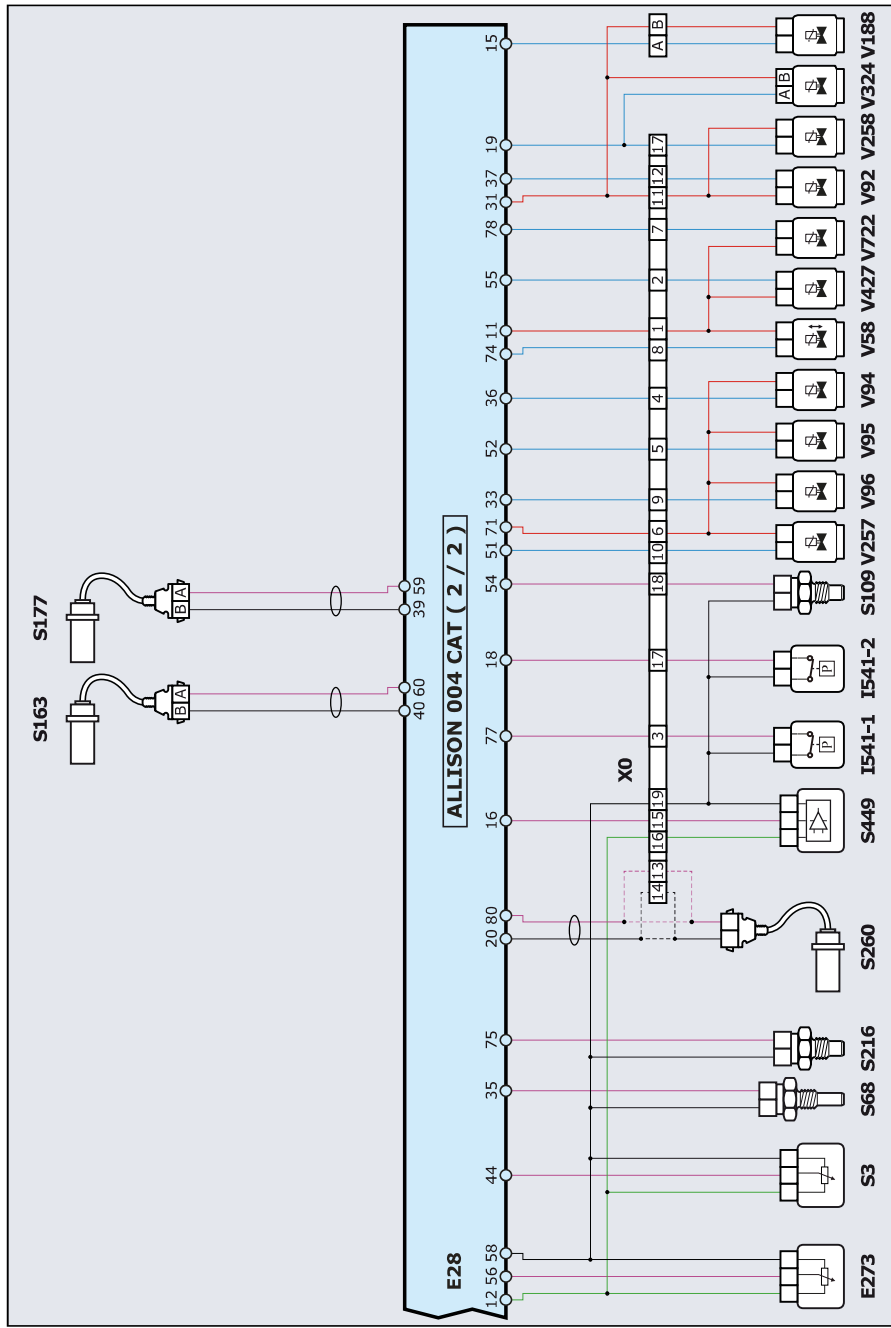 S163 S177
B A B A
40 60 39 59
ALLISON 004 CAT ( 2 / 2 )
E28
12 56 58 44 35 75 20 80 16 77 18 54 51 71 33 52 36 74 11 55 78 31 37 19 15
X0
14 13 16 15 19 3 17 18 10 6 9 5 4 8 1 2 7 11 12 17 A B
A B
P P
E273 S3 S68 S216 S260 S449 I541-1 I541-2 S109 V257 V96 V95 V94 V58 V427 V722 V92 V258 V324 V188